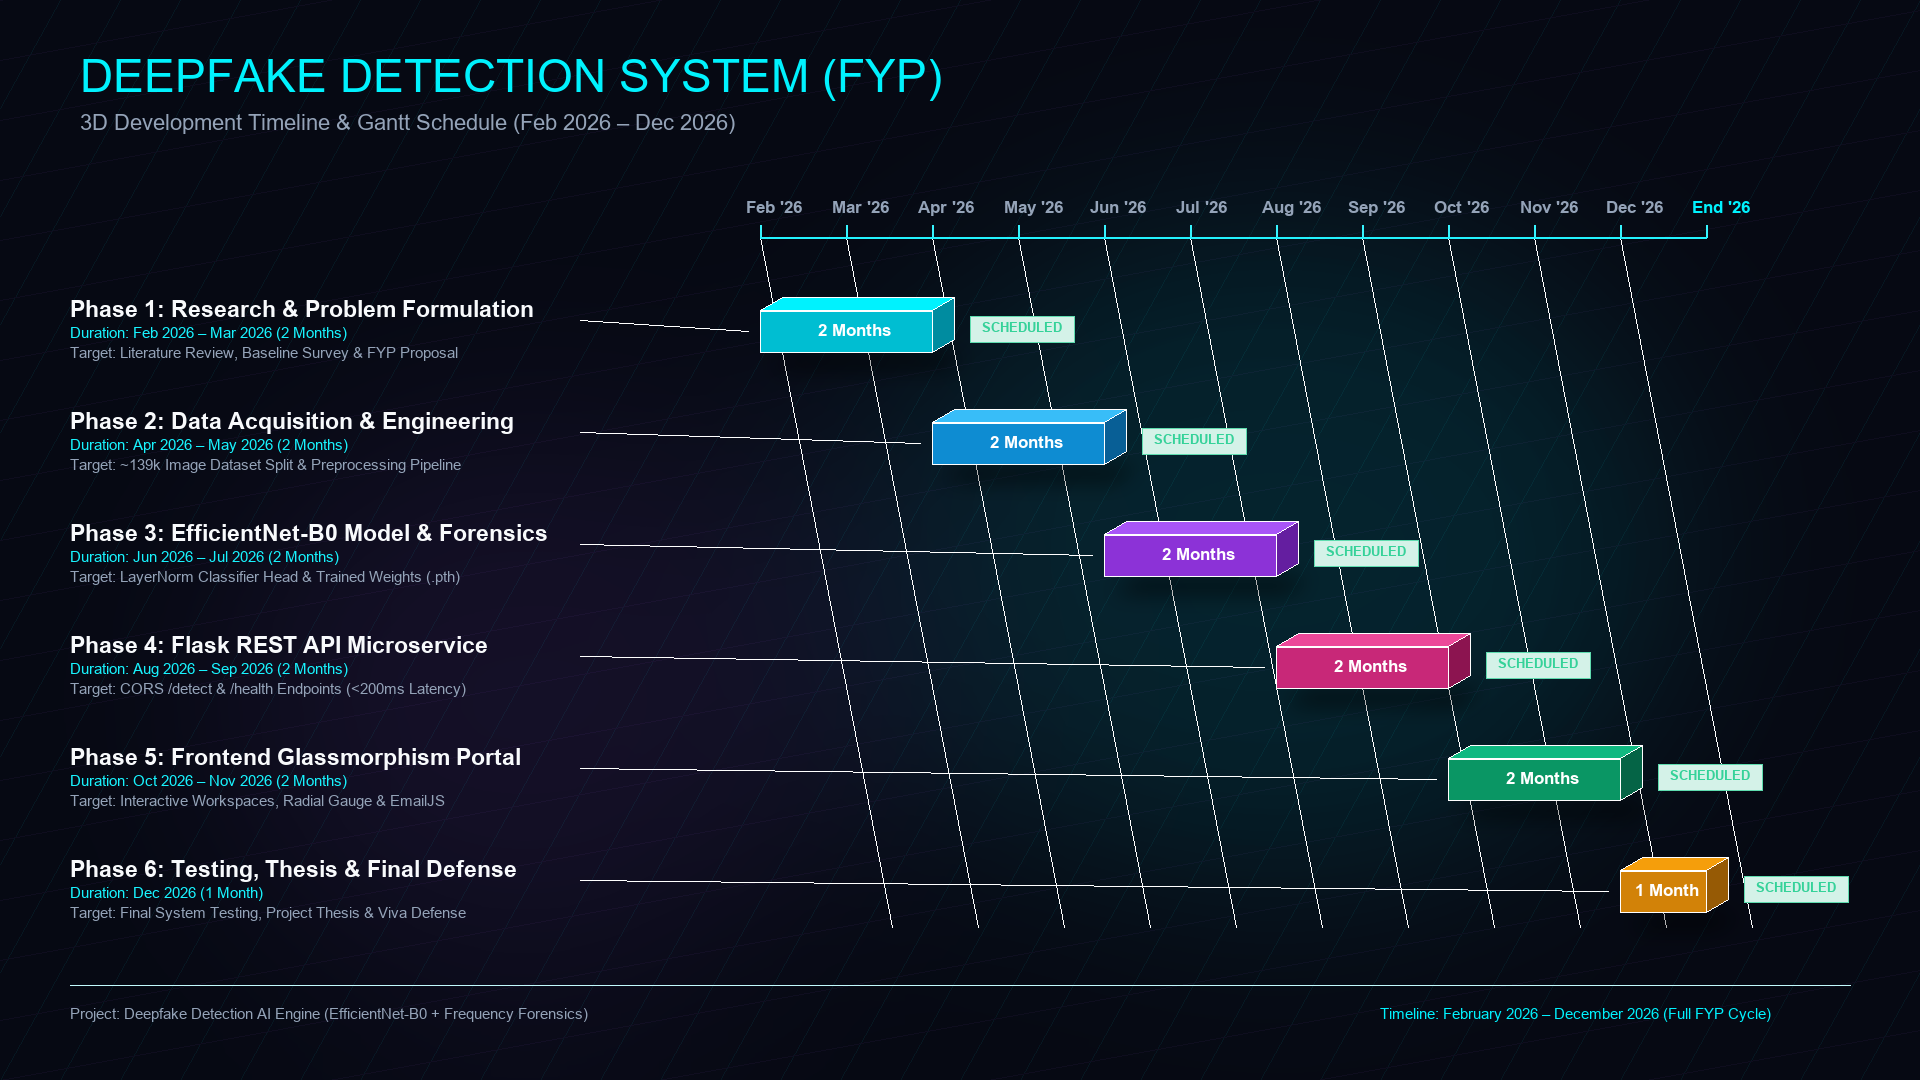 DEEPFAKE DETECTION SYSTEM (FYP)
3D Development Timeline & Gantt Schedule (Feb 2026 – Dec 2026)
Feb '26 Mar '26 Apr '26 May '26 Jun '26 Jul '26 Aug '26 Sep '26 Oct '26 Nov '26 Dec '26 End '26
Phase 1: Research & Problem Formulation
Duration: Feb 2026 – Mar 2026 (2 Months)
Target: Literature Review, Baseline Survey & FYP Proposal
2 Months
SCHEDULED
Phase 2: Data Acquisition & Engineering
Duration: Apr 2026 – May 2026 (2 Months)
Target: ~139k Image Dataset Split & Preprocessing Pipeline
2 Months
SCHEDULED
Phase 3: EfficientNet-B0 Model & Forensics
Duration: Jun 2026 – Jul 2026 (2 Months)
Target: LayerNorm Classifier Head & Trained Weights (.pth)
2 Months
SCHEDULED
Phase 4: Flask REST API Microservice
Duration: Aug 2026 – Sep 2026 (2 Months)
Target: CORS /detect & /health Endpoints (<200ms Latency)
2 Months
SCHEDULED
Phase 5: Frontend Glassmorphism Portal
Duration: Oct 2026 – Nov 2026 (2 Months)
Target: Interactive Workspaces, Radial Gauge & EmailJS
2 Months
SCHEDULED
Phase 6: Testing, Thesis & Final Defense
Duration: Dec 2026 (1 Month)
Target: Final System Testing, Project Thesis & Viva Defense
1 Month
SCHEDULED
Project: Deepfake Detection AI Engine (EfficientNet-B0 + Frequency Forensics)
Timeline: February 2026 – December 2026 (Full FYP Cycle)